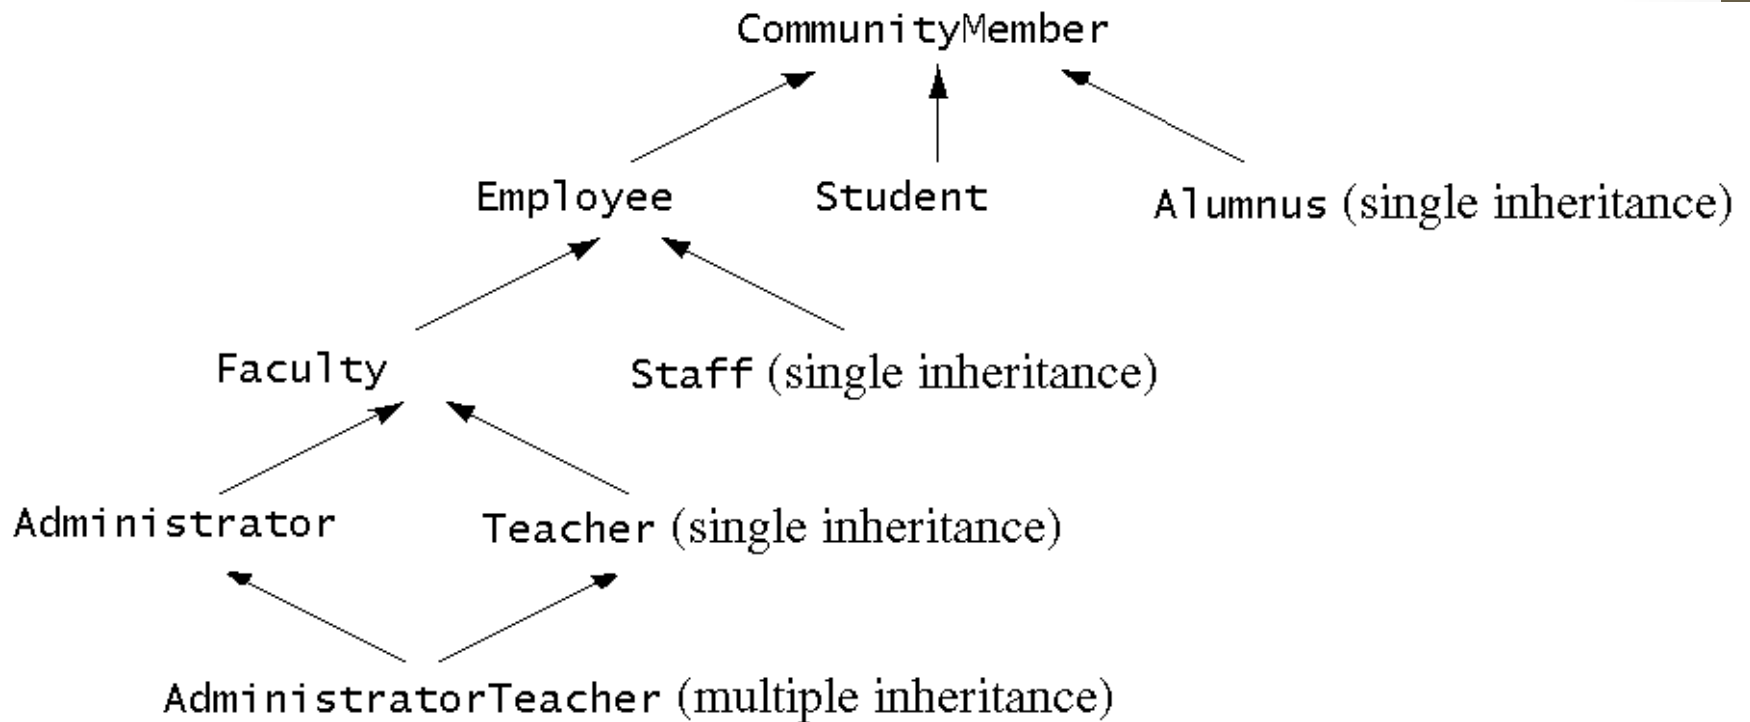 CommunityMember
Employee Student Alumnus (single inheritance)
Faculty Staff (single inheritance)
Administrator Teacher (single inheritance)
AdministratorTeacher (multiple inheritance)